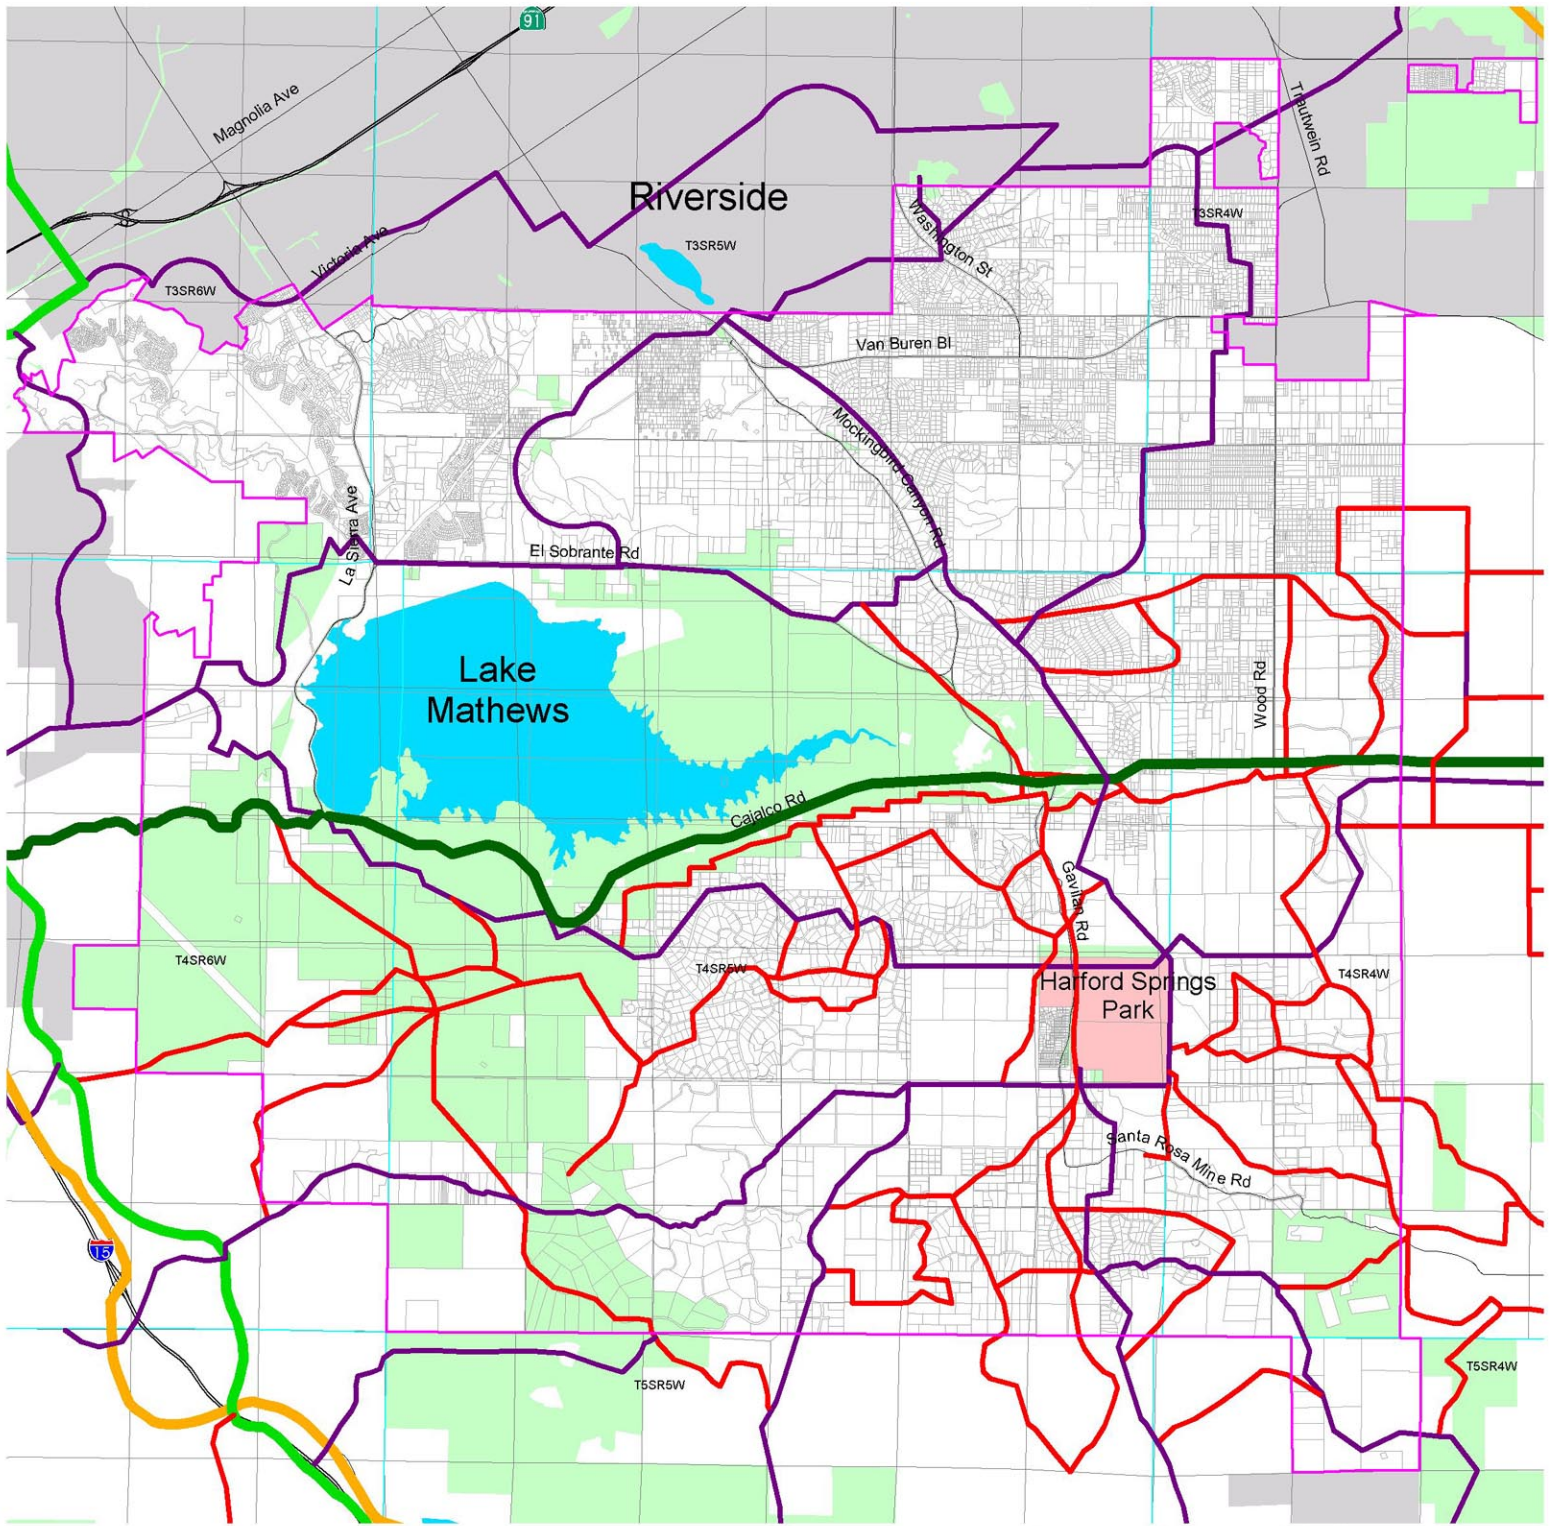 91
Magnolia Ave
Trautwein Rd
Riverside
T3SR4W
Washington St
Victoria Ave
T3SR5W
T3SR6W
Van Buren Bl
Mockingbird Canyon Rd
La Sierra Ave
El Sobrante Rd
Lake
Mathews
Wood Rd
Cajalco Rd
Gavilan Rd
T4SR6W
T4SR5W
T4SR4W
Harford Springs
Park
Santa Rosa Mine Rd
15
T5SR5W
T5SR4W